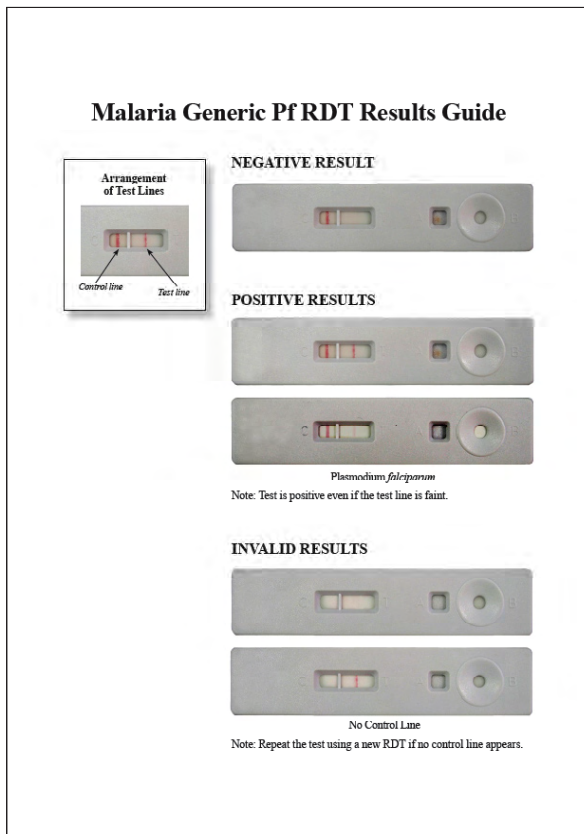 Malaria Generic Pf RDT Results Guide
Arrangement
of Test Lines
Control line
Test line
NEGATIVE RESULT
POSITIVE RESULTS
C
Plasmodium falciparum
Note: Test is positive even if the test line is faint.
INVALID RESULTS
No Control Line
Note: Repeat the test using a new RDT if no control line appears.